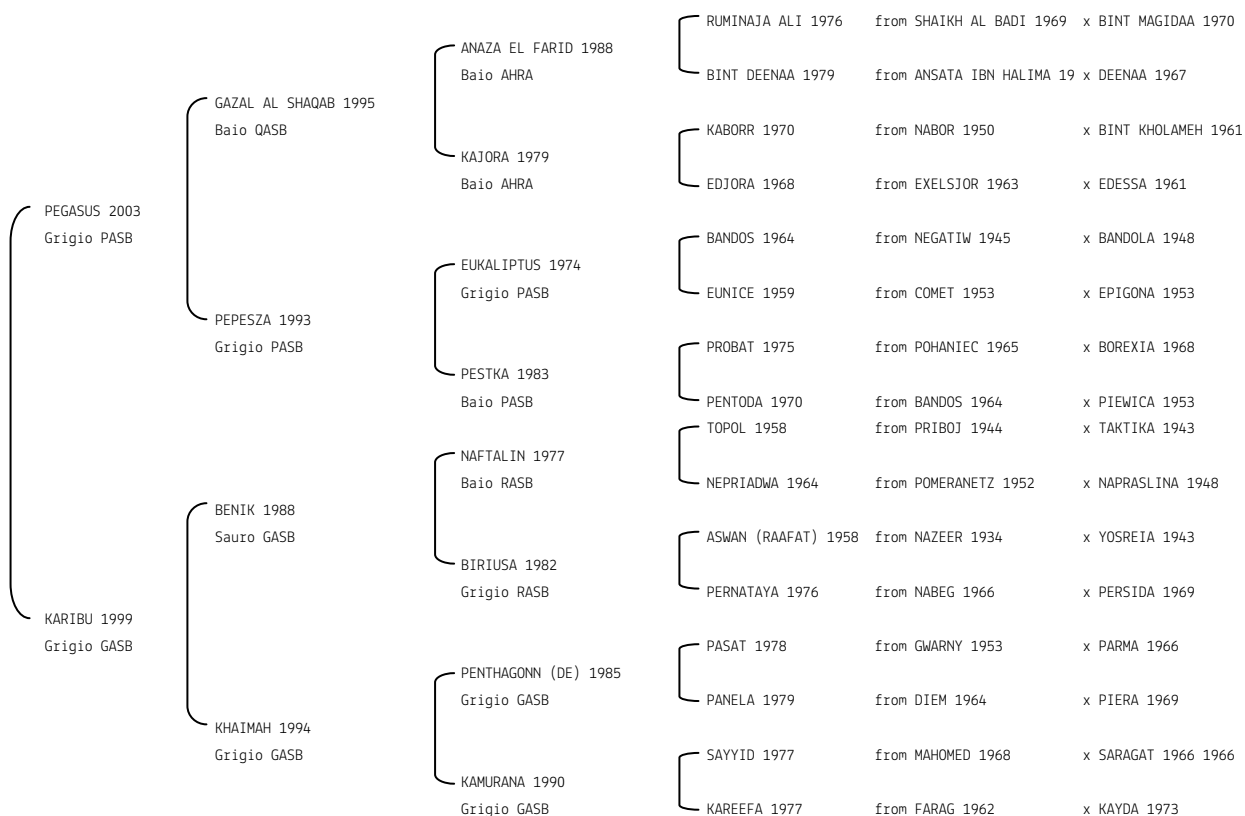 RUMINAJA ALI 1976 from SHAIKH AL BADI 1969 x BINT MAGIDAA 1970
ANAZA EL FARID 1988
Baio AHRA BINT DEENAA 1979 from ANSATA IBN HALIMA 19 x DEENAA 1967
GAZAL AL SHAQAB 1995
Baio QASB KABORR 1970 from NABOR 1950 x BINT KHOLAMEH 1961
KAJORA 1979
Baio AHRA EDJORA 1968 from EXELSJOR 1963 x EDESSA 1961
PEGASUS 2003
Grigio PASB BANDOS 1964 from NEGATIW 1945 x BANDOLA 1948
EUKALIPTUS 1974
Grigio PASB EUNICE 1959 from COMET 1953 x EPIGONA 1953
PEPESZA 1993
Grigio PASB PROBAT 1975 from POHANIEC 1965 x BOREXIA 1968
PESTKA 1983
Baio PASB PENTODA 1970 from BANDOS 1964 x PIEWICA 1953
TOPOL 1958 from PRIBOJ 1944 x TAKTIKA 1943
NAFTALIN 1977
Baio RASB NEPRIADWA 1964 from POMERANETZ 1952 x NAPRASLINA 1948
BENIK 1988
Sauro GASB ASWAN (RAAFAT) 1958 from NAZEER 1934 x YOSREIA 1943
BIRIUSA 1982
Grigio RASB PERNATAYA 1976 from NABEG 1966 x PERSIDA 1969
KARIBU 1999
Grigio GASB PASAT 1978 from GWARNY 1953 x PARMA 1966
PENTHAGONN (DE) 1985
Grigio GASB PANELA 1979 from DIEM 1964 x PIERA 1969
KHAIMAH 1994
Grigio GASB SAYYID 1977 from MAHOMED 1968 x SARAGAT 1966 1966
KAMURANA 1990
Grigio GASB KAREEFA 1977 from FARAG 1962 x KAYDA 1973